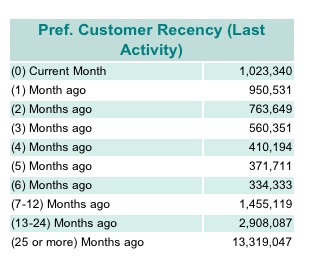 Pref. Customer Recency (Last
Activity)
(0) Current Month 1,023,340
(1) Month ago 950,531
(2) Months ago 763,649
(3) Months ago 560,351
(4) Months ago 410,194
(5) Months ago 371,711
(6) Months ago 334,333
(7-12) Months ago 1,455,119
(13-24) Months ago 2,908,087
(25 or more) Months ago 13,319,047